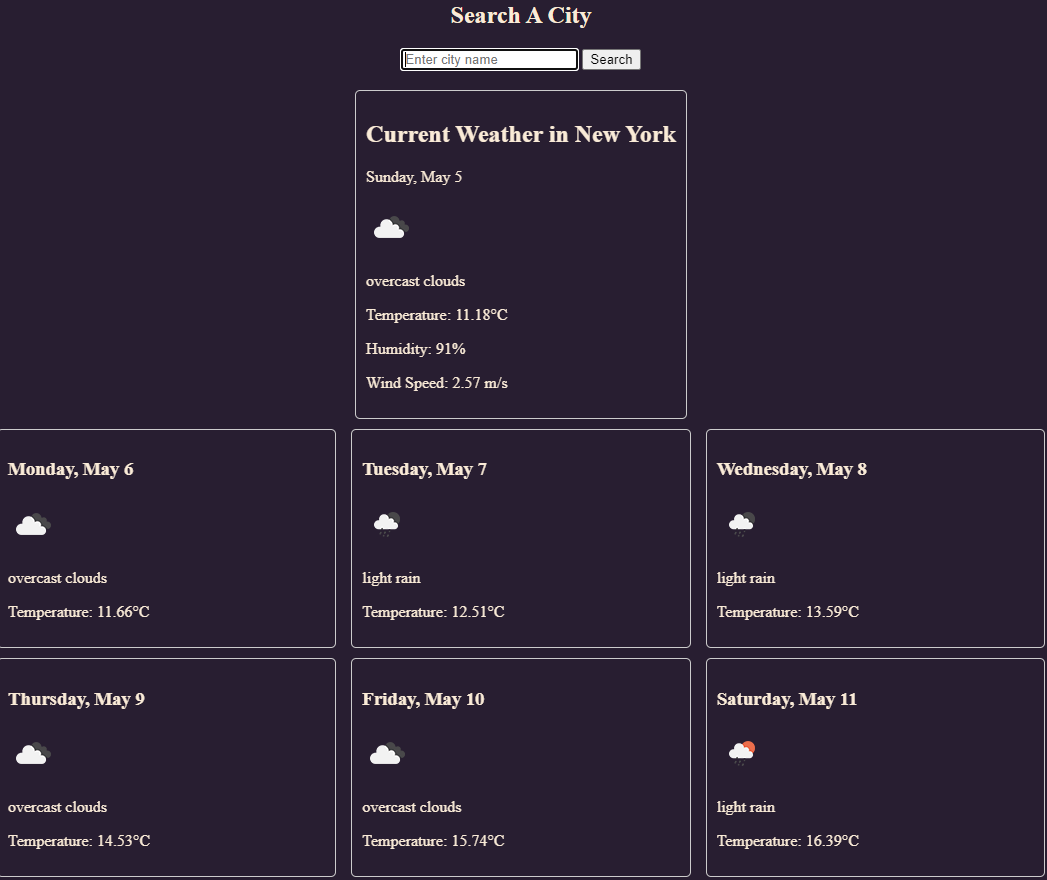 Search A City
Enter city name Search
Current Weather in New York
Sunday, May 5
overcast clouds
Temperature: 11.18°C
Humidity: 91%
Wind Speed: 2.57 m/s
Monday, May 6
overcast clouds
Temperature: 11.66°C
Tuesday, May 7
light rain
Temperature: 12.51°C
Wednesday, May 8
light rain
Temperature: 13.59°C
Thursday, May 9
overcast clouds
Temperature: 14.53°C
Friday, May 10
overcast clouds
Temperature: 15.74°C
Saturday, May 11
light rain
Temperature: 16.39°C